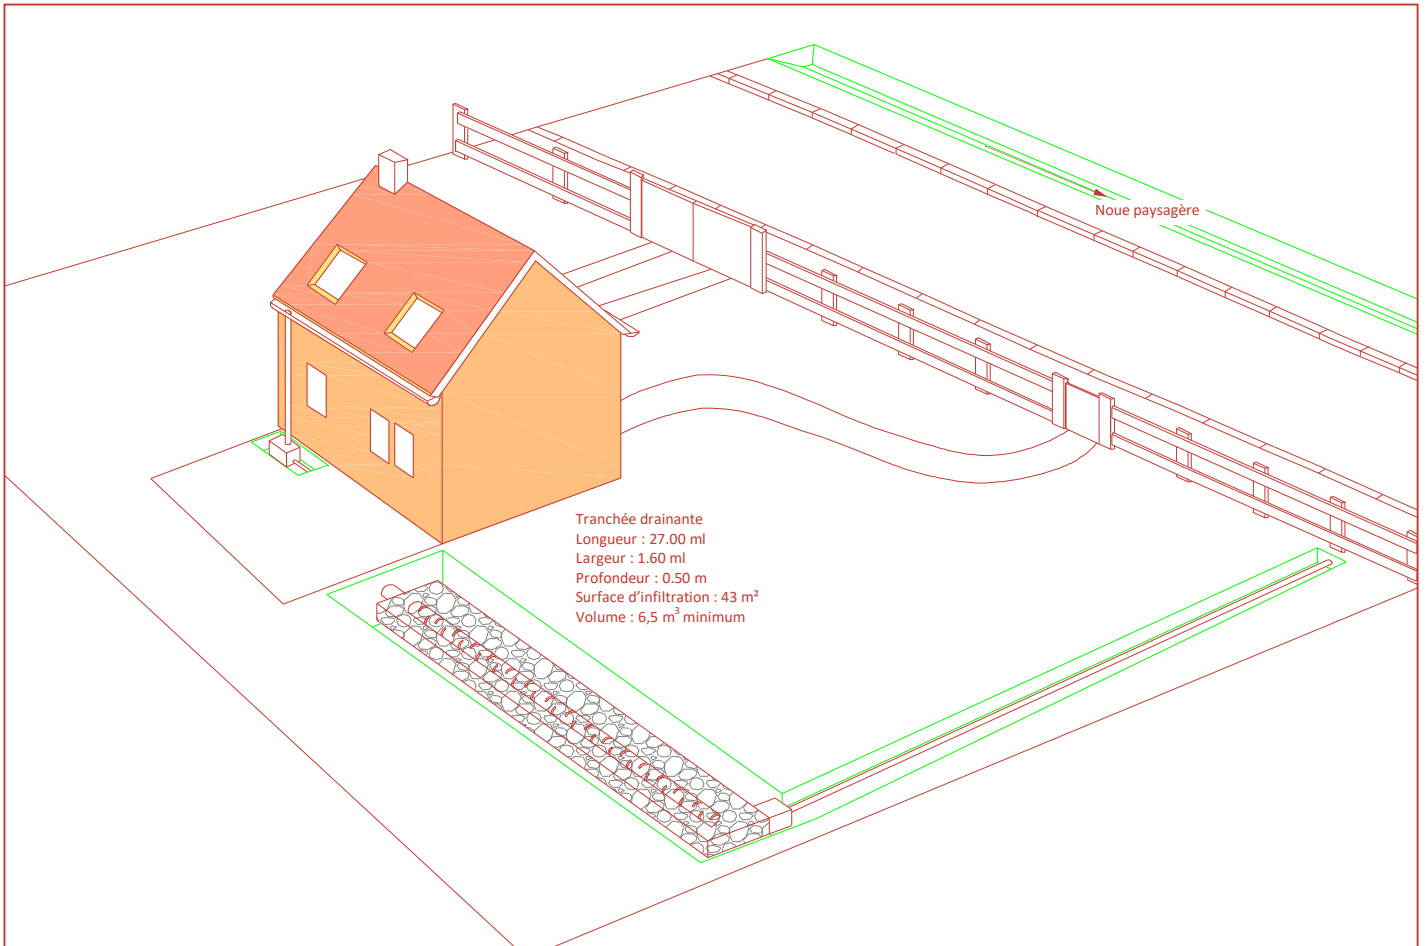 Noue paysagère
Tranchée drainante
Longueur : 27.00 ml
Largeur : 1.60 ml
Profondeur : 0.50 m
Surface d’infiltration : 43 m²
Volume : 6,5 m³ minimum